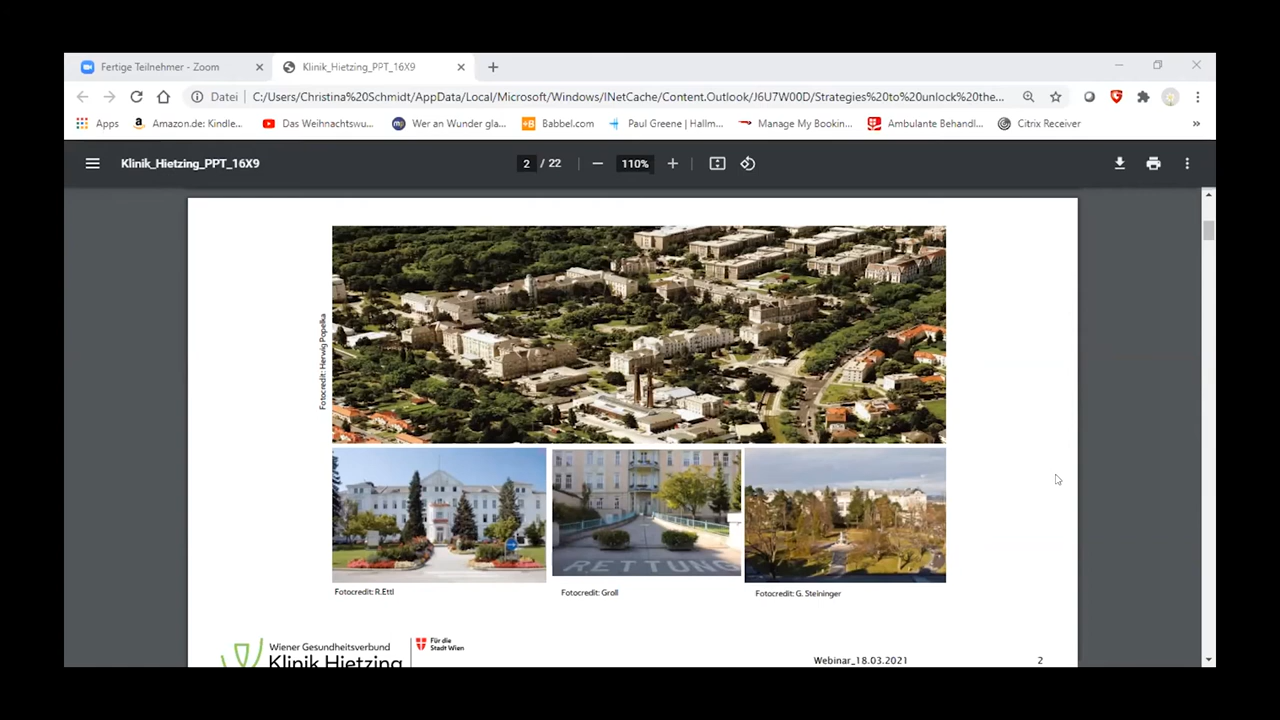 Fertige Teilnehmer - Zoom
Klinik_Hietzing_PPT_16X9
Datei
C:/Users/Christina%20Schmidt/AppData/Local/Microsoft/Windows/INetCache/Content.Outlook/J6U7W00D/Strategies%20to%20unlock%20the...
Apps
Amazon.de: Kindle...
Das Weihnachtswu...
Wer an Wunder gla...
Babbel.com
Paul Greene | Hallm...
Manage My Bookin...
Ambulante Behandl...
Citrix Receiver
»
Klinik_Hietzing_PPT_16X9
2 / 22
110%
Fotocredit: Herwig Popelka
RETTUNG
Fotocredit: R.Ettl
Fotocredit: Groll
Fotocredit: G. Steininger
Wiener Gesundheitsverbund
Klinik Hietzing
Für die
Stadt Wien
Webinar_18.03.2021
2